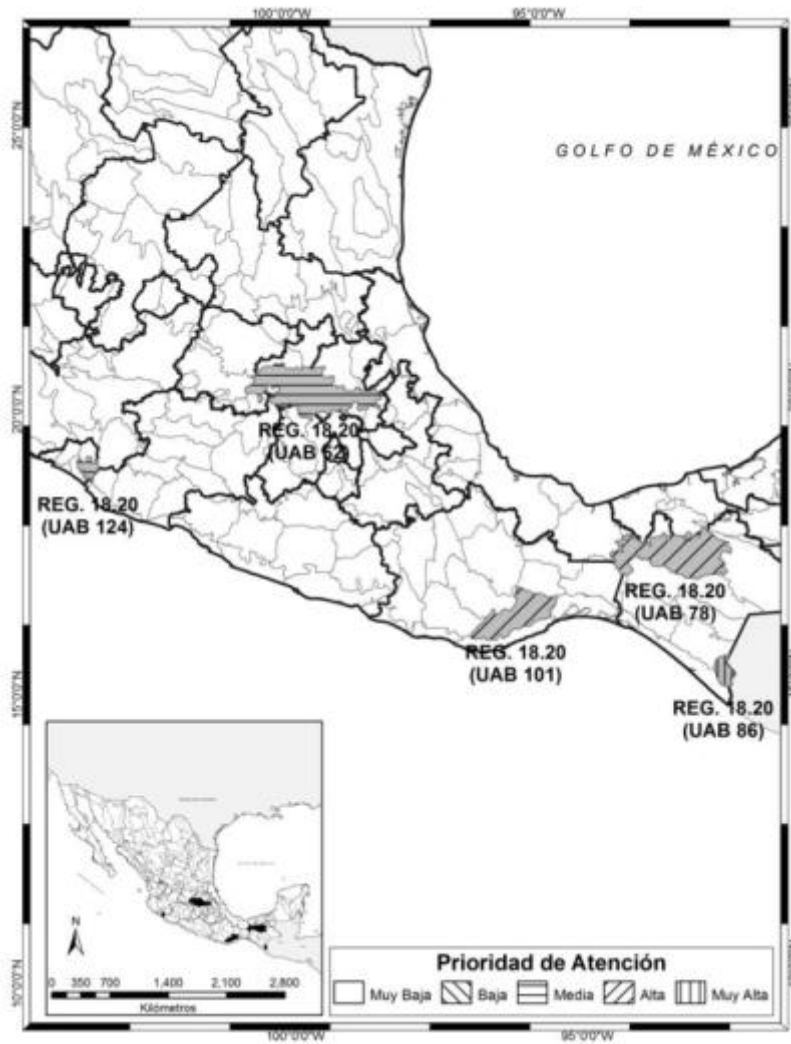 100°0'0"W
95°0'0"W
25°0'0"N
GOLFO DE MÉXICO
20°0'0"N
REG. 18.20
(UAB 52)
REG. 18.20
(UAB 124)
REG. 18.20
(UAB 78)
REG. 18.20
(UAB 101)
REG. 18.20
(UAB 86)
15°0'0"N
N
0 350 700 1,400 2,100 2,800
Kilómetros
Prioridad de Atención
Muy Baja Baja Media Alta Muy Alta
10°0'0"N
100°0'0"W
95°0'0"W